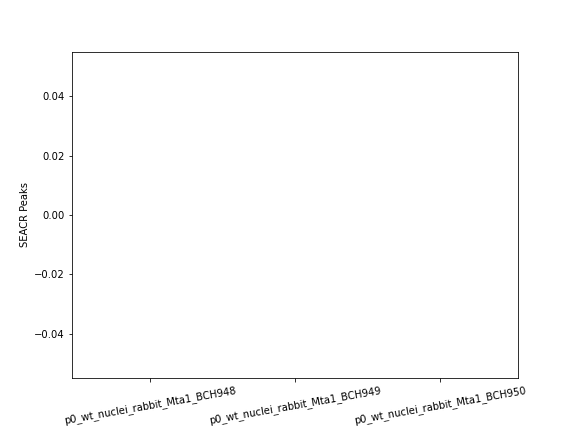 SEACR Peaks
0.04
0.02
0.00
−0.02
−0.04
p0_wt_nuclei_rabbit_Mta1_BCH948
p0_wt_nuclei_rabbit_Mta1_BCH949
p0_wt_nuclei_rabbit_Mta1_BCH950